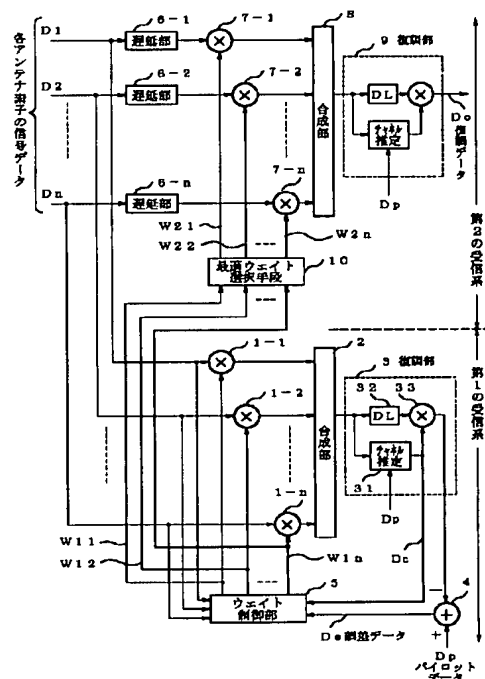 各アンテナ素子の信号データ
D1
D2
Dn
6-1
遅延部
6-2
遅延部
6-n
遅延部
7-1
7-2
7-n
8
合成部
9 復調部
DL
チャネル推定
Dp
Do
復調データ
W21
W22
W2n
最適ウェイト
選択手段
10
第2の受信系
第1の受信系
1-1
1-2
1-n
2
合成部
3 復調部
32
33
DL
チャネル推定
31
Dp
W11
W12
W1n
Dc
5
ウェイト
制御部
De 誤差データ
4
−
+
Dp
パイロット
データ